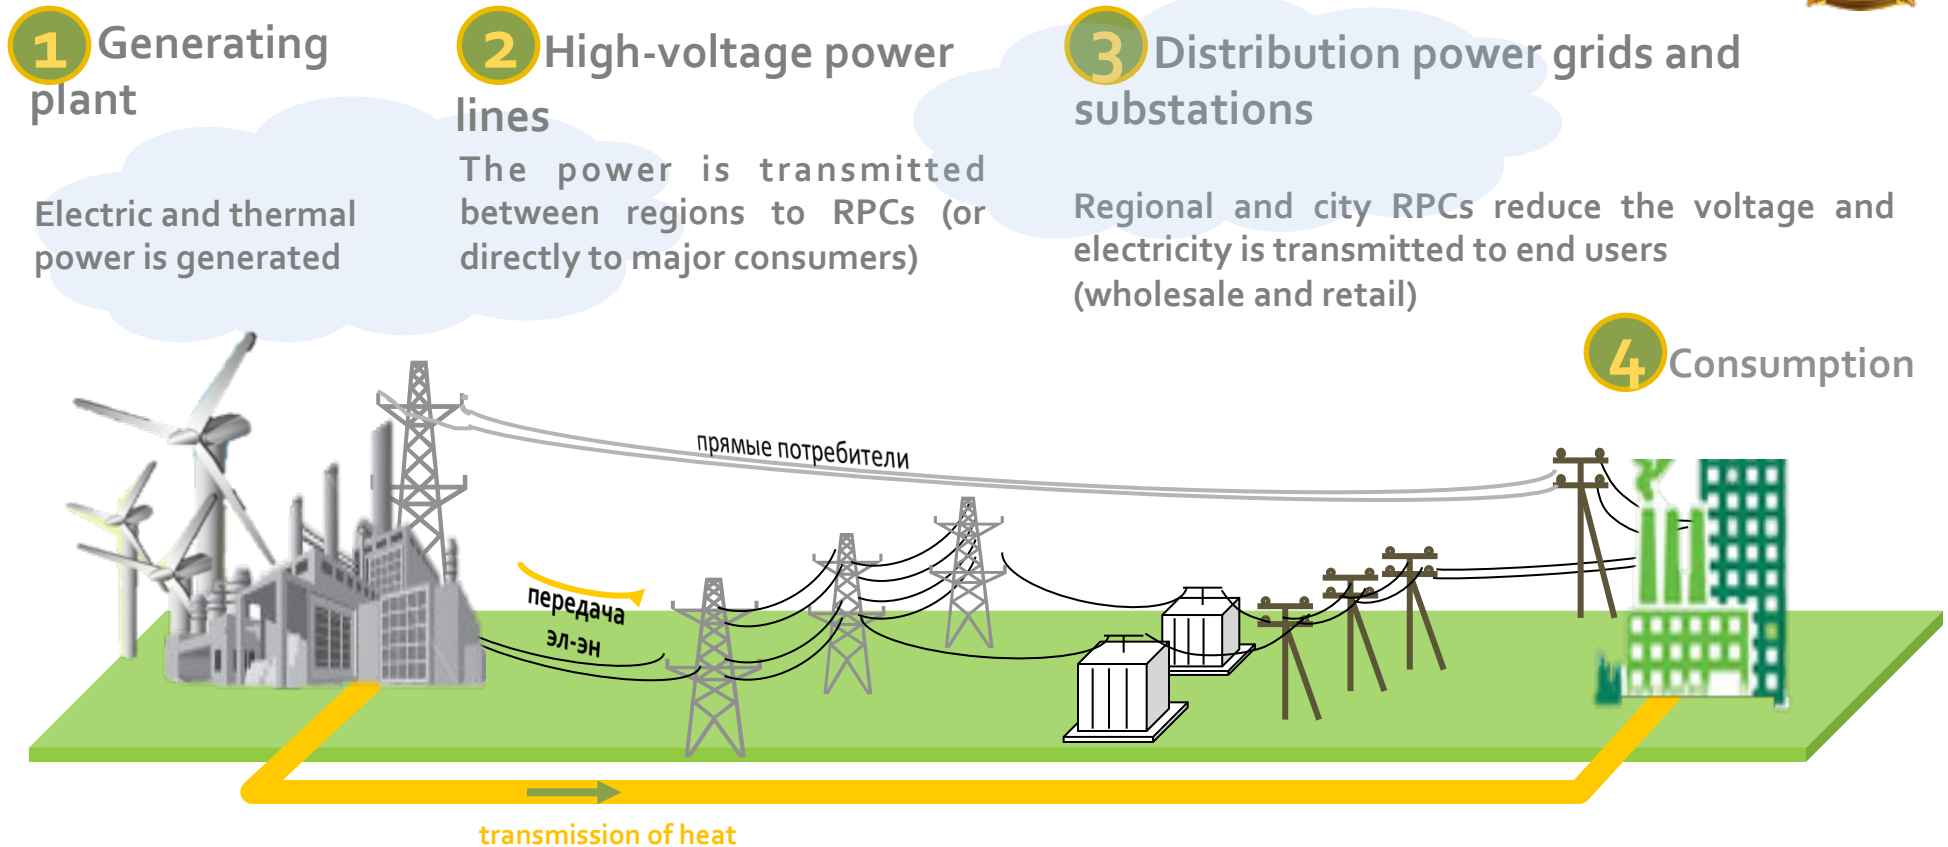 1 Generating
plant
Electric and thermal
power is generated
2 High-voltage power
lines
The power is transmitted
between regions to RPCs (or
directly to major consumers)
3 Distribution power grids and
substations
Regional and city RPCs reduce the voltage and
electricity is transmitted to end users
(wholesale and retail)
4 Consumption
прямые потребители
передача
эл-эн
transmission of heat